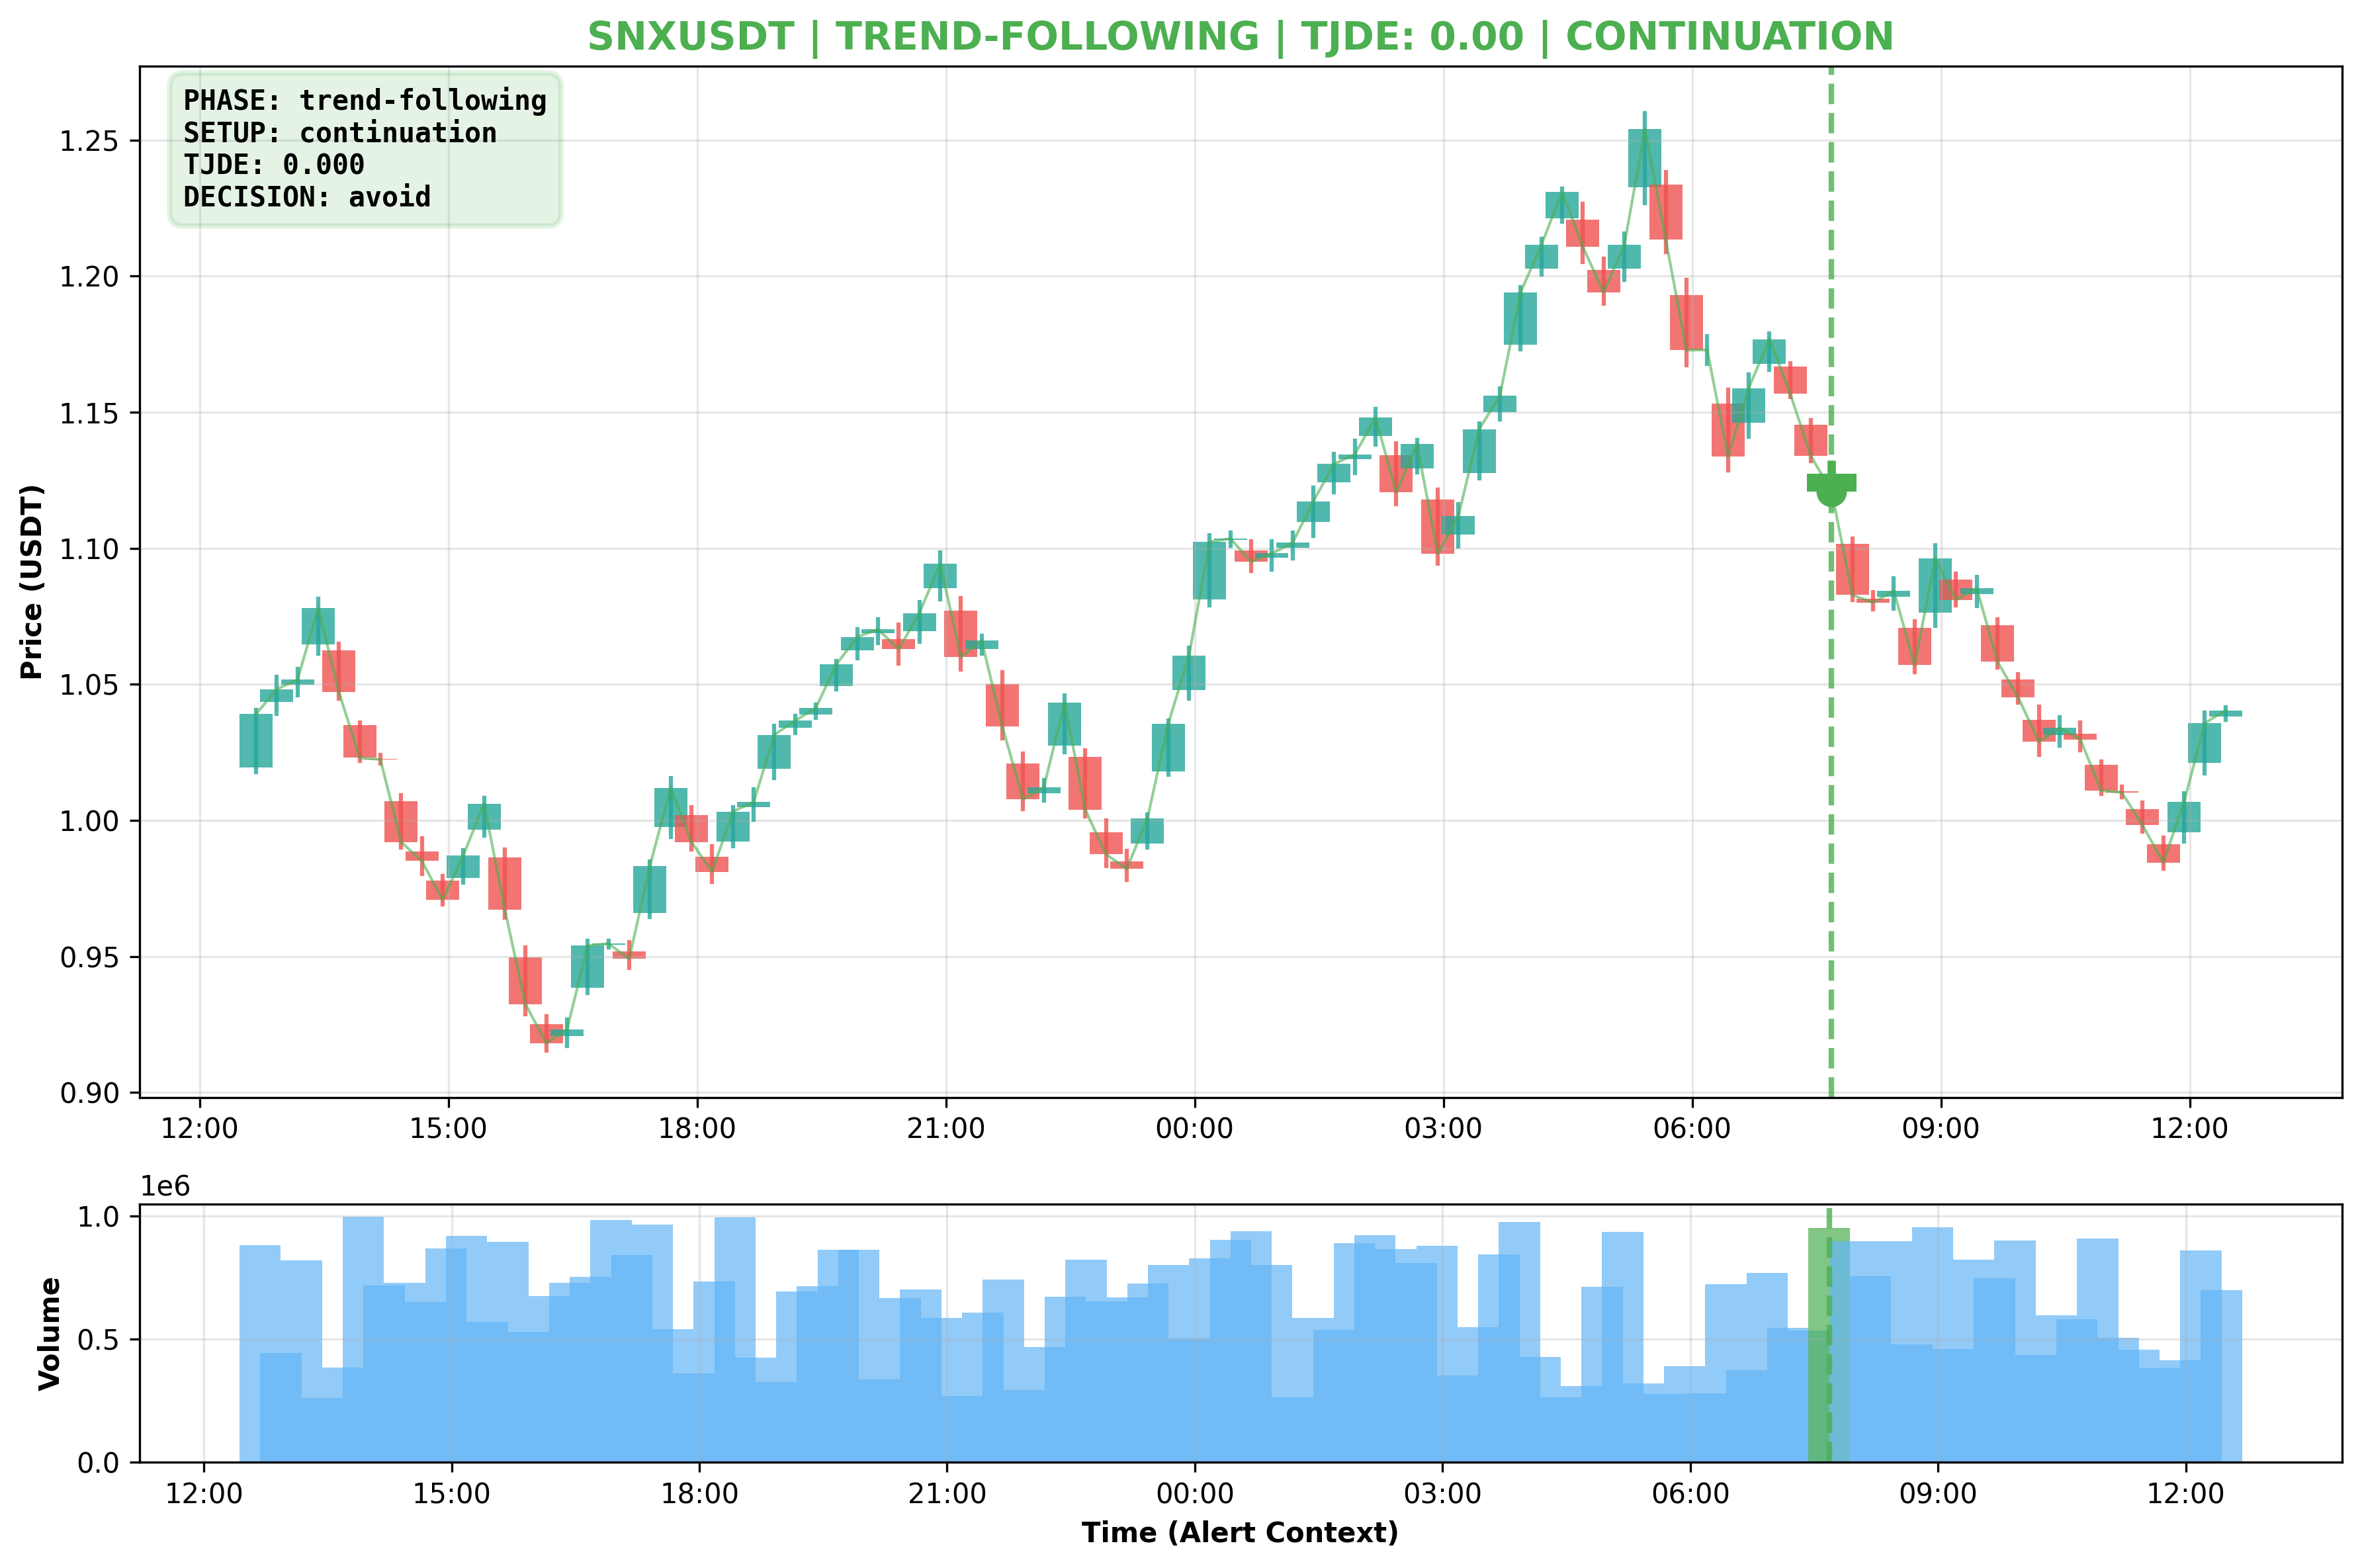 SNXUSDT | TREND-FOLLOWING | TJDE: 0.00 | CONTINUATION
PHASE: trend-following
SETUP: continuation
TJDE: 0.000
DECISION: avoid
Price (USDT)
1.25
1.20
1.15
1.10
1.05
1.00
0.95
0.90
12:00 15:00 18:00 21:00 00:00 03:00 06:00 09:00 12:00
1e6
Volume
1.0
0.5
0.0
12:00 15:00 18:00 21:00 00:00 03:00 06:00 09:00 12:00
Time (Alert Context)